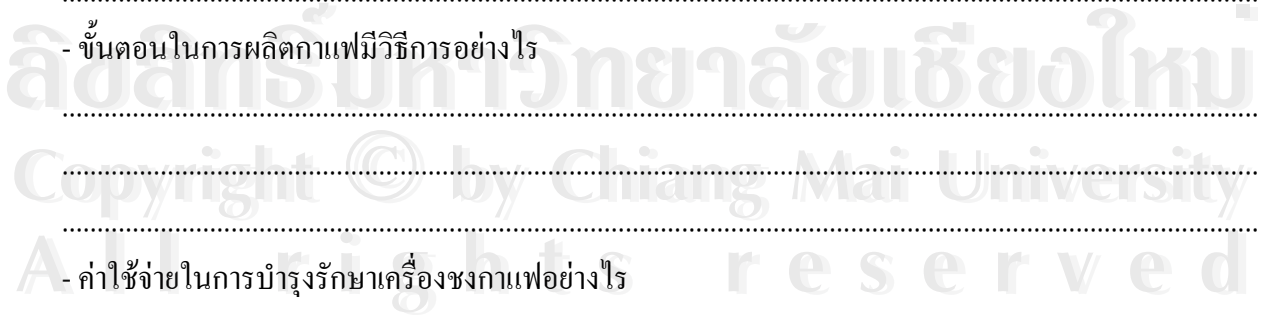 ................................................................................................................................................
- ขั้นตอนในการผลิตกาแฟมีวิธีการอย่างไร
ลิขสิทธิ์มหาวิทยาลัยเชียงใหม่
................................................................................................................................................
Copyright © by Chiang Mai University
................................................................................................................................................
................................................................................................................................................
All rights reserved
- ค่าใช้จ่ายในการบำรุงรักษาเครื่องชงกาแฟอย่างไร